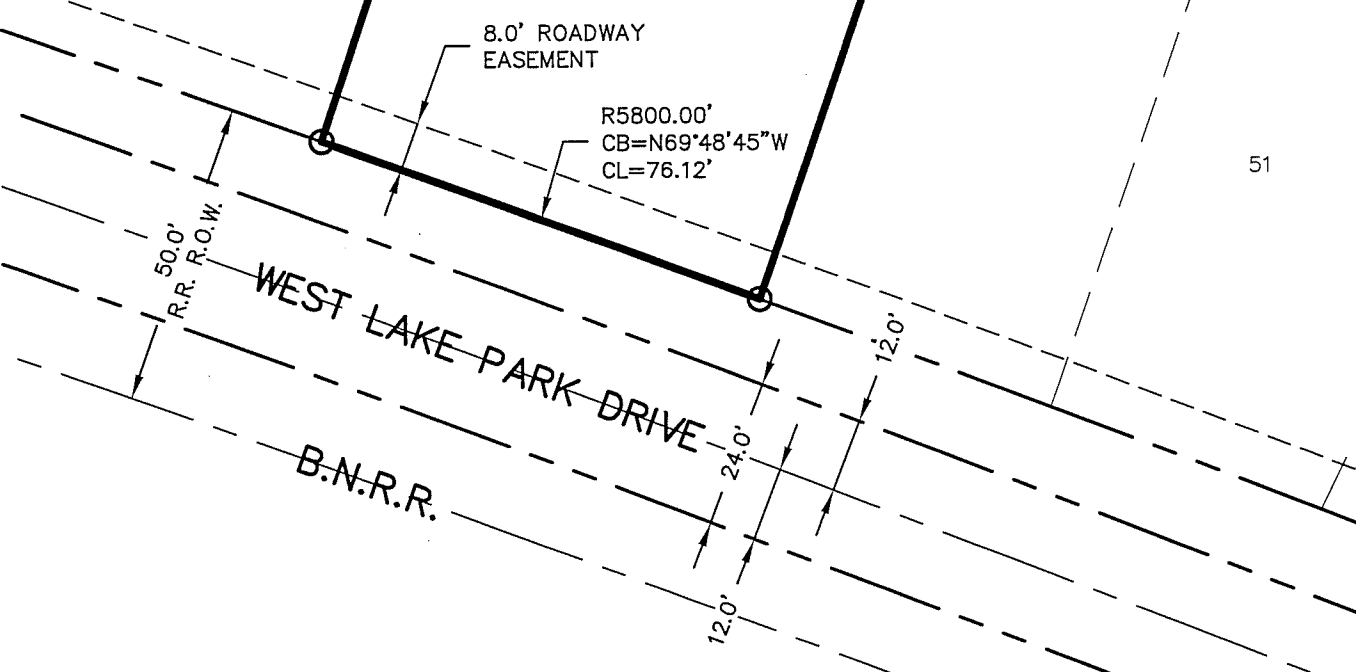 8.0' ROADWAY
EASEMENT
R5800.00'
CB=N69°48'45"W
CL=76.12'
51
50.0'
R.R. R.O.W.
WEST LAKE PARK DRIVE
12.0'
24.0'
B.N.R.R.
12.0'